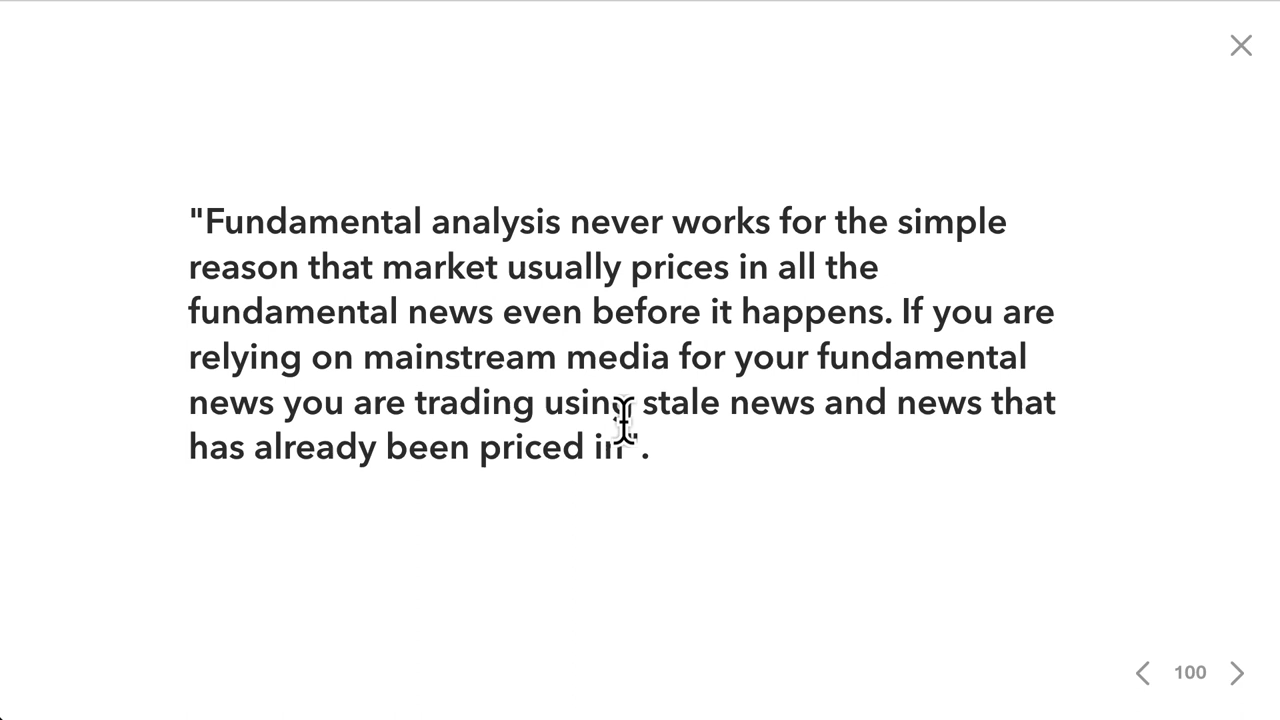 "Fundamental analysis never works for the simple
reason that market usually prices in all the
fundamental news even before it happens. If you are
relying on mainstream media for your fundamental
news you are trading using stale news and news that
has already been priced in".
100